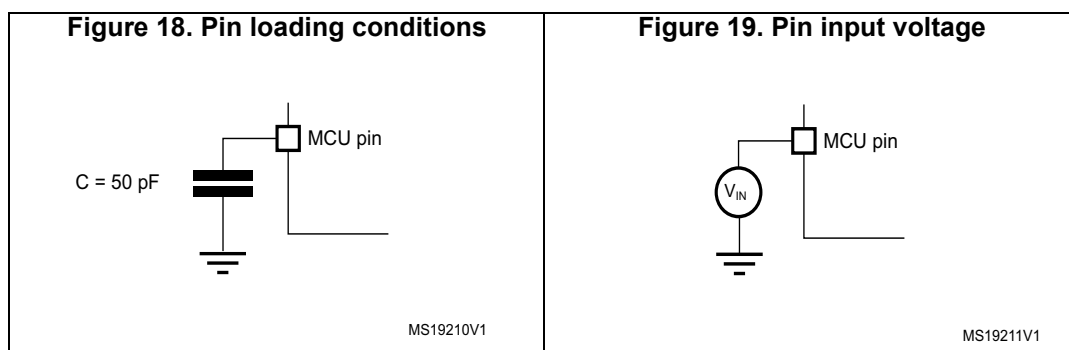 Figure 18. Pin loading conditions
MCU pin
C = 50 pF
MS19210V1
Figure 19. Pin input voltage
MCU pin
VIN
MS19211V1